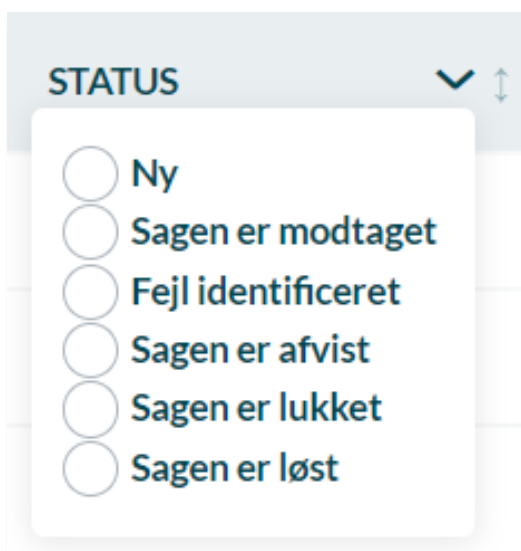 STATUS
Ny
Sagen er modtaget
Fejl identificeret
Sagen er afvist
Sagen er lukket
Sagen er løst